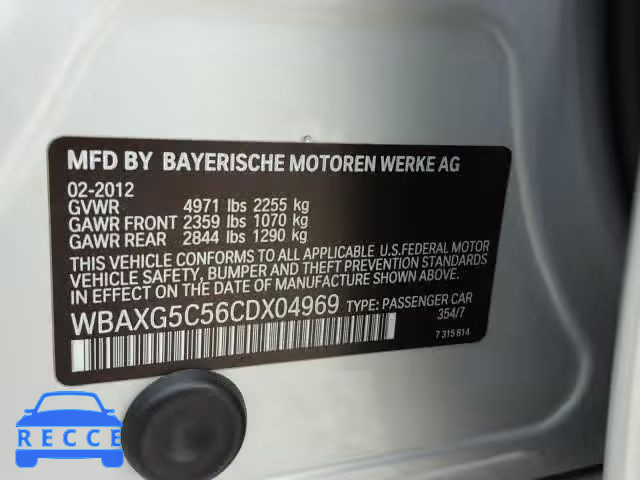 MFD BY BAYERISCHE MOTOREN WERKE AG
02-2012
GVWR 4971 lbs 2255 kg
GAWR FRONT 2359 lbs 1070 kg
GAWR REAR 2844 lbs 1290 kg
THIS VEHICLE CONFORMS TO ALL APPLICABLE U.S.FEDERAL MOTOR
VEHICLE SAFETY, BUMPER AND THEFT PREVENTION STANDARDS
IN EFFECT ON THE DATE OF MANUFACTURE SHOWN ABOVE.
WBAXG5C56CDX04969 TYPE: PASSENGER CAR
354/7
7 315 814
RECCE